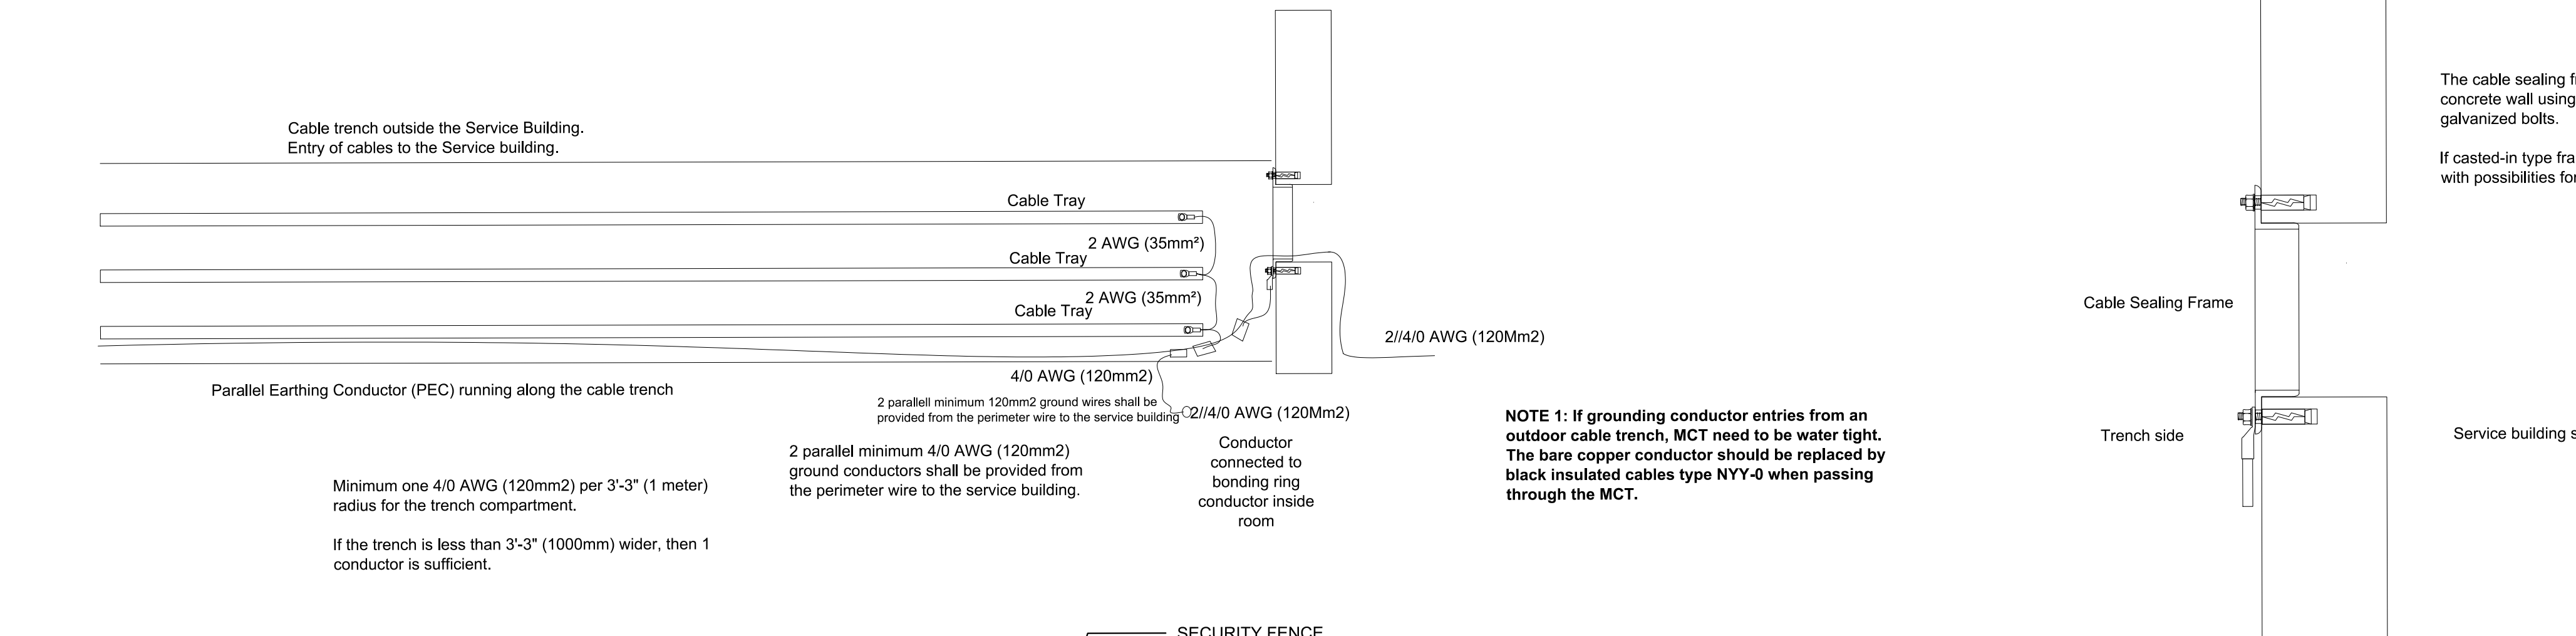 Cable trench outside the Service Building.
Entry of cables to the Service building.
Cable Tray
2 AWG (35mm²)
Cable Tray
2 AWG (35mm²)
Cable Tray
2//4/0 AWG (120Mm2)
4/0 AWG (120mm2)
Parallel Earthing Conductor (PEC) running along the cable trench
2 parallell minimum 120mm2 ground wires shall be
provided from the perimeter wire to the service building
2//4/0 AWG (120Mm2)
Conductor
connected to
bonding ring
conductor inside
room
2 parallel minimum 4/0 AWG (120mm2)
ground conductors shall be provided from
the perimeter wire to the service building.
Minimum one 4/0 AWG (120mm2) per 3'-3" (1 meter)
radius for the trench compartment.
If the trench is less than 3'-3" (1000mm) wider, then 1
conductor is sufficient.
NOTE 1: If grounding conductor entries from an
outdoor cable trench, MCT need to be water tight.
The bare copper conductor should be replaced by
black insulated cables type NYY-0 when passing
through the MCT.
SECURITY FENCE
The cable sealing
concrete wall using
galvanized bolts.
If casted-in type
with possibilities
Cable Sealing Frame
Trench side
Service building